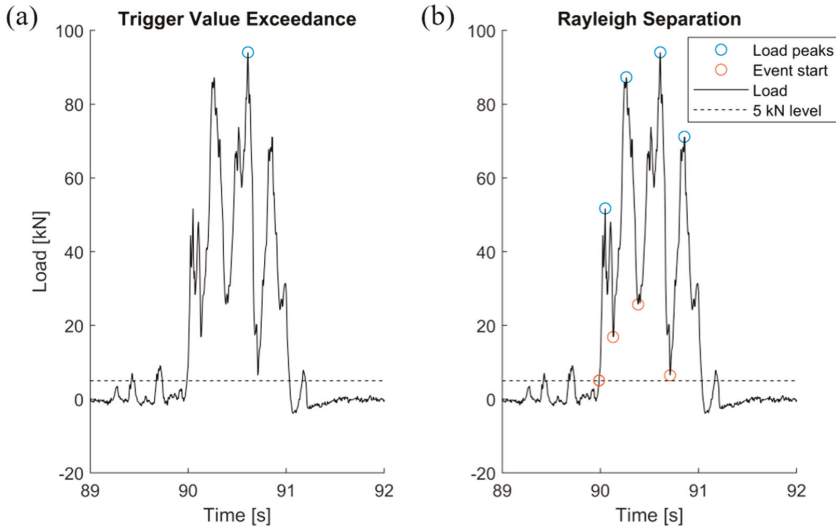 (a)
Trigger Value Exceedance
Load [kN]
100
80
60
40
20
0
-20
89
90
91
92
Time [s]
(b)
Rayleigh Separation
Load peaks
Event start
Load
5 kN level
100
80
60
40
20
0
-20
89
90
91
92
Time [s]